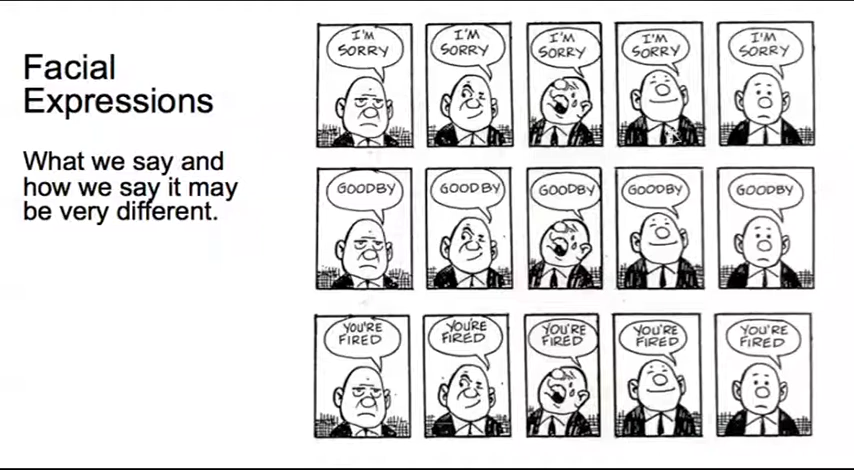 Facial
Expressions
What we say and
how we say it may
be very different.
I'M
SORRY
I'M
SORRY
I'M
SORRY
I'M
SORRY
I'M
SORRY
GOODBY
GOODBY
GOODBY
GOODBY
GOODBY
YOU'RE
FIRED
YOU'RE
FIRED
YOU'RE
FIRED
YOU'RE
FIRED
YOU'RE
FIRED